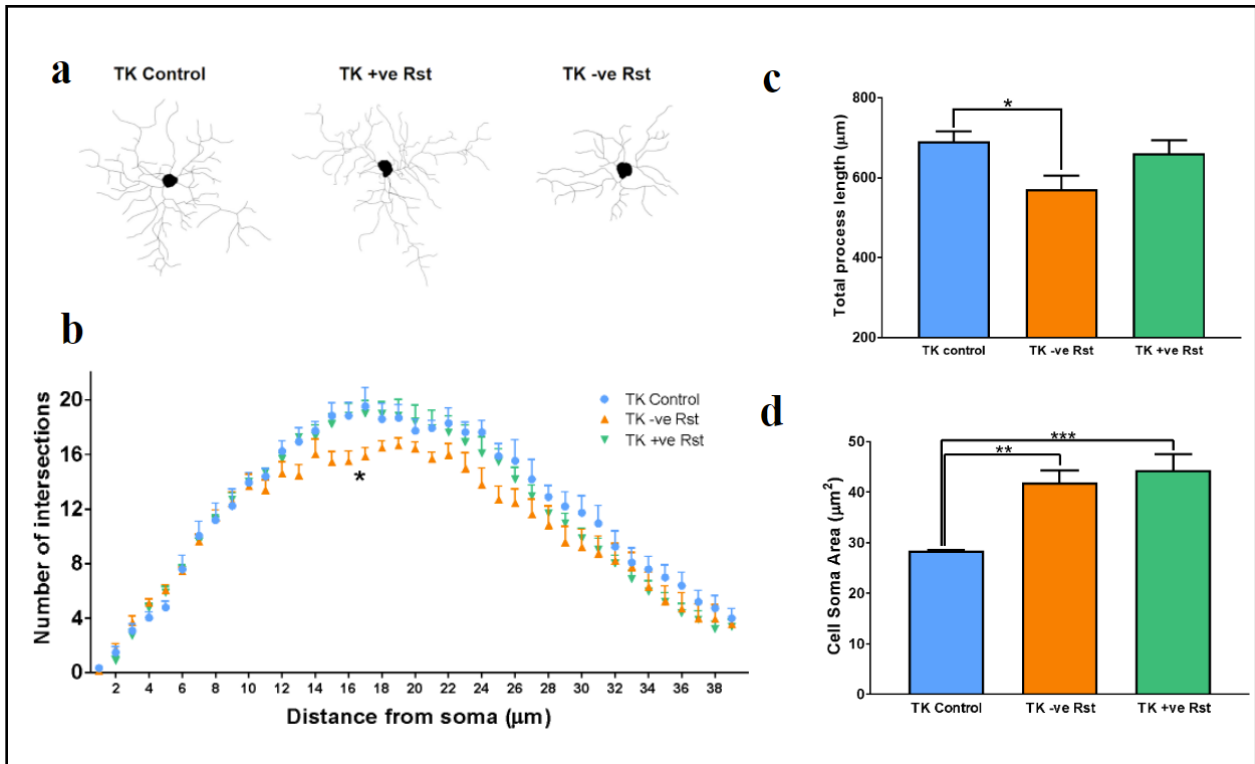 a
TK Control
TK +ve Rst
TK -ve Rst
b
Number of intersections
20
16
12
8
4
0
2 4 6 8 10 12 14 16 18 20 22 24 26 28 30 32 34 36 38
Distance from soma (μm)
TK Control
TK -ve Rst
TK +ve Rst
*
c
Total process length (μm)
800
600
400
200
*
TK control
TK -ve Rst
TK +ve Rst
d
Cell Soma Area (μm²)
50
40
30
20
10
0
***
**
TK Control
TK -ve Rst
TK +ve Rst